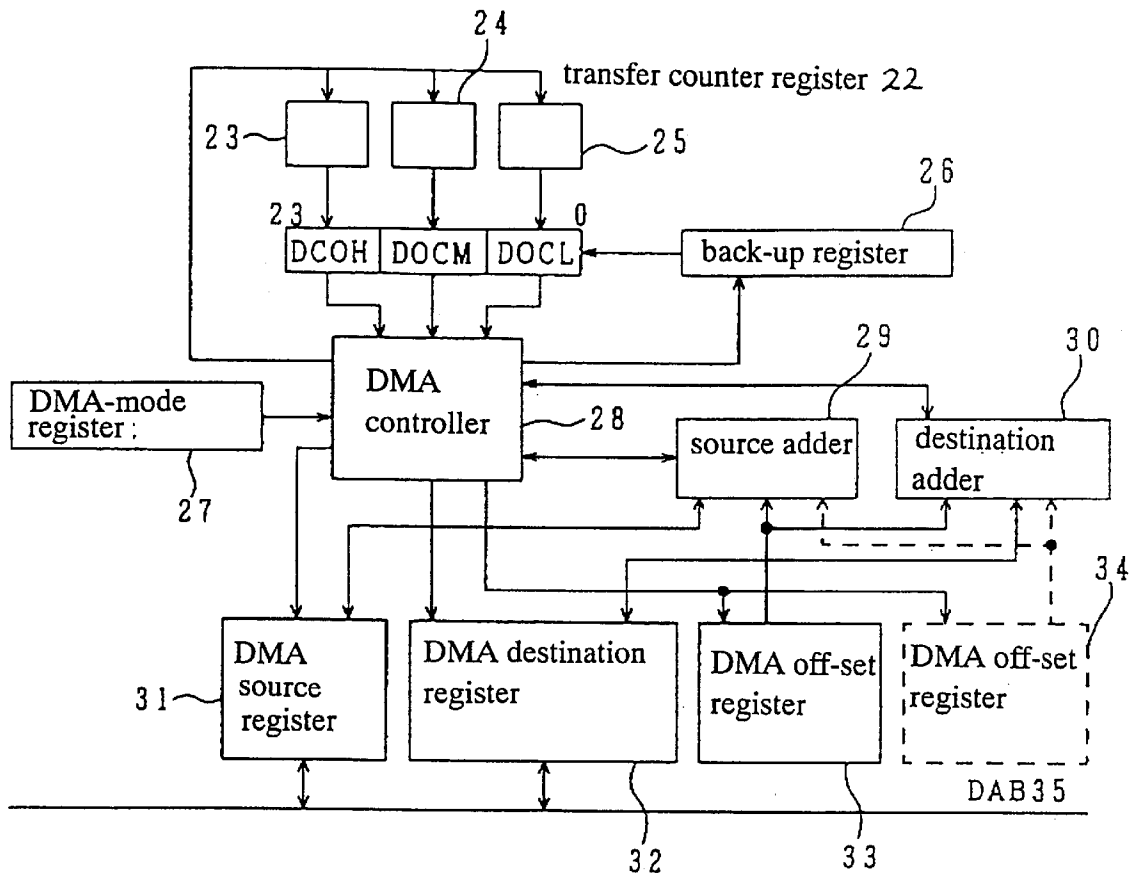 24
transfer counter register 22
23
25
26
23
0
DCOH
DOCM
DOCL
back-up register
29
30
DMA
controller
DMA-mode
register :
28
source adder
destination
adder
27
34
DMA
source
register
DMA destination
register
DMA off-set
register
DMA off-set
register
31
DAB35
32
33